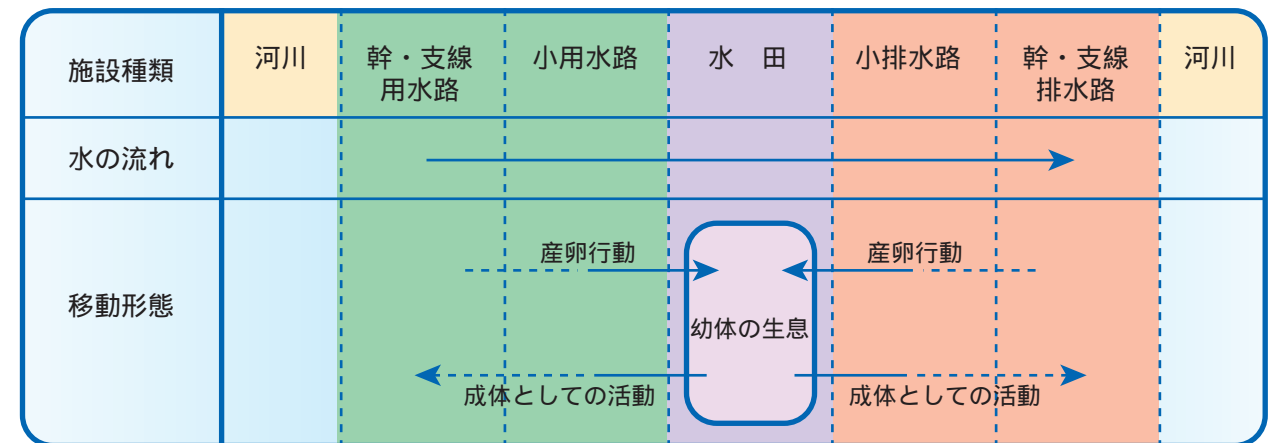 施設種類
河川
幹・支線
用水路
小用水路
水　田
小排水路
幹・支線
排水路
河川
水の流れ
移動形態
産卵行動
産卵行動
幼体の生息
成体としての活動
成体としての活動